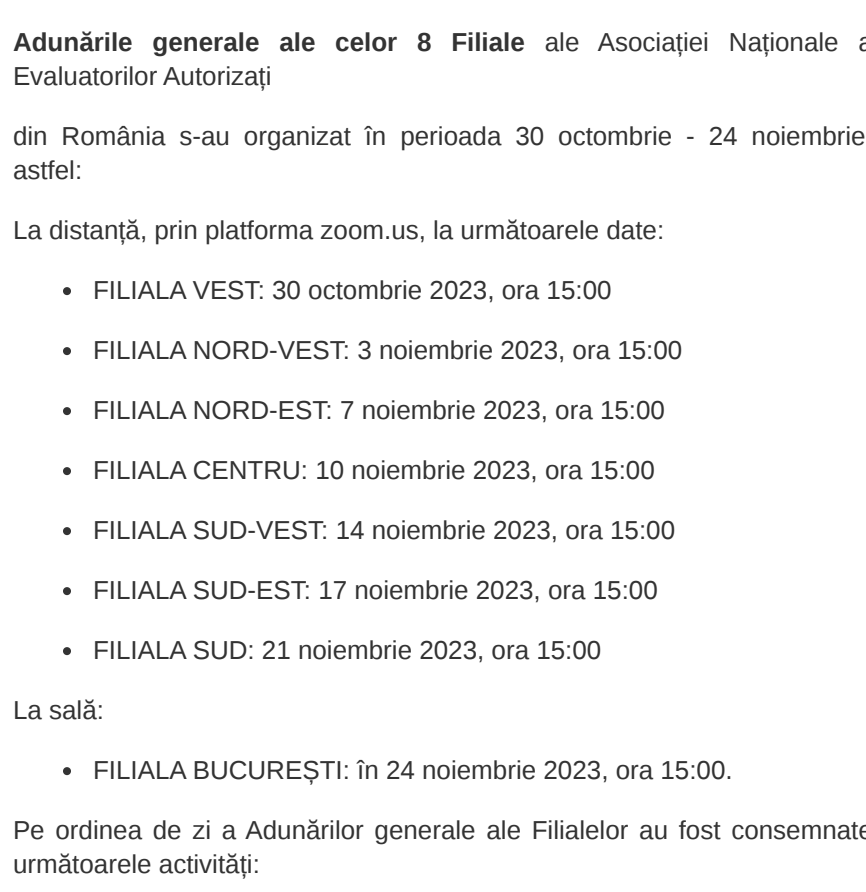 Adunările generale ale celor 8 Filiale ale Asociației Naționale a
Evaluatorilor Autorizați
din România s-au organizat în perioada 30 octombrie - 24 noiembrie
astfel:
La distanță, prin platforma zoom.us, la următoarele date:
• FILIALA VEST: 30 octombrie 2023, ora 15:00
• FILIALA NORD-VEST: 3 noiembrie 2023, ora 15:00
• FILIALA NORD-EST: 7 noiembrie 2023, ora 15:00
• FILIALA CENTRU: 10 noiembrie 2023, ora 15:00
• FILIALA SUD-VEST: 14 noiembrie 2023, ora 15:00
• FILIALA SUD-EST: 17 noiembrie 2023, ora 15:00
• FILIALA SUD: 21 noiembrie 2023, ora 15:00
La sală:
• FILIALA BUCUREȘTI: în 24 noiembrie 2023, ora 15:00.
Pe ordinea de zi a Adunărilor generale ale Filialelor au fost consemnate
următoarele activități: